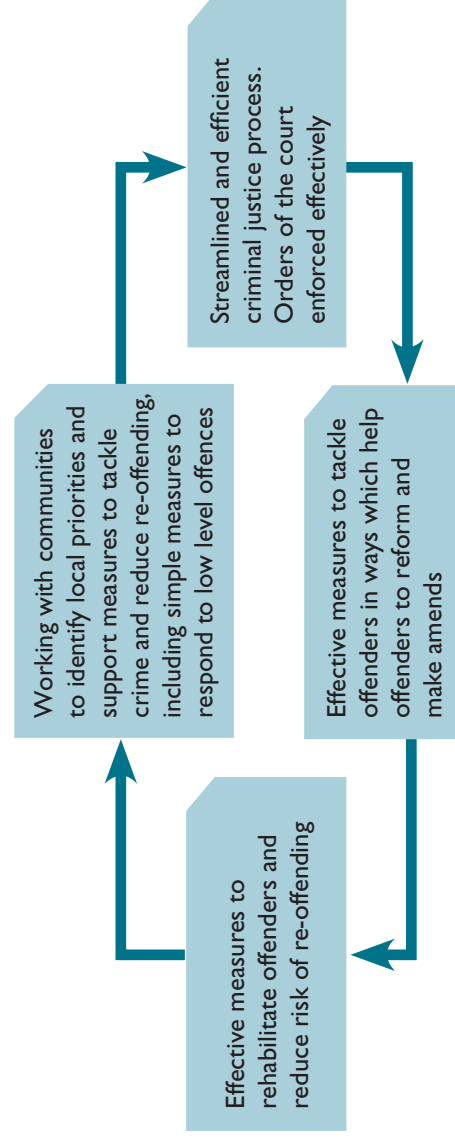 Working with communities
to identify local priorities and
support measures to tackle
crime and reduce re-offending,
including simple measures to
respond to low level offences
Streamlined and efficient
criminal justice process.
Orders of the court
enforced effectively
Effective measures to tackle
offenders in ways which help
offenders to reform and
make amends
Effective measures to
rehabilitate offenders and
reduce risk of re-offending